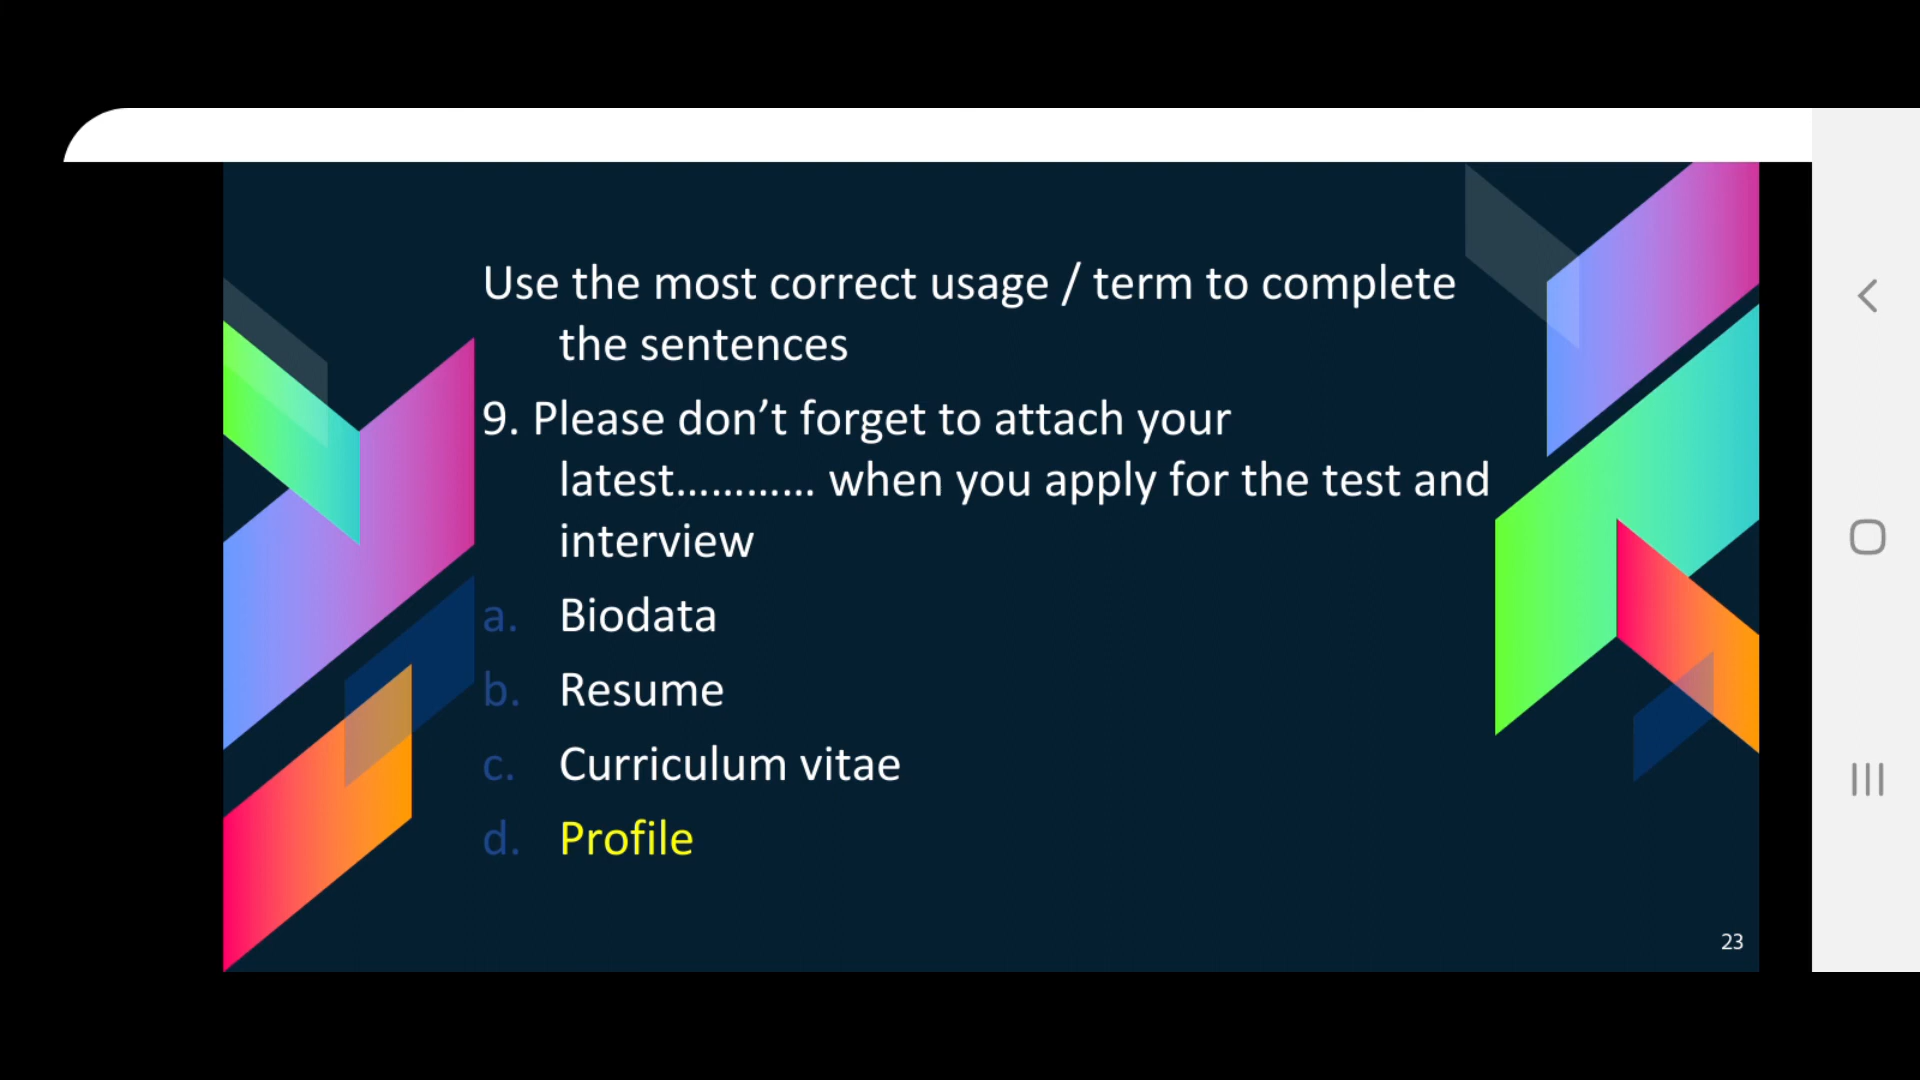 Use the most correct usage / term to complete
the sentences
9. Please don’t forget to attach your
latest............ when you apply for the test and
interview
a. Biodata
b. Resume
c. Curriculum vitae
d. Profile
23